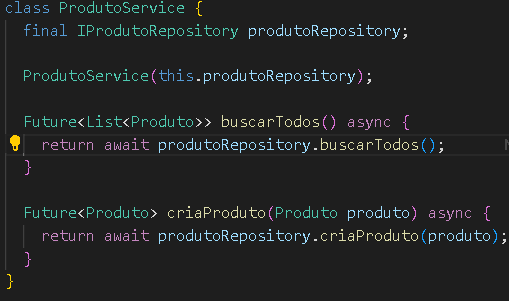 class ProdutoService {
  final IProdutoRepository produtoRepository;

  ProdutoService(this.produtoRepository);

  Future<List<Produto>> buscarTodos() async {
    return await produtoRepository.buscarTodos();
  }

  Future<Produto> criaProduto(Produto produto) async {
    return await produtoRepository.criaProduto(produto);
  }
}